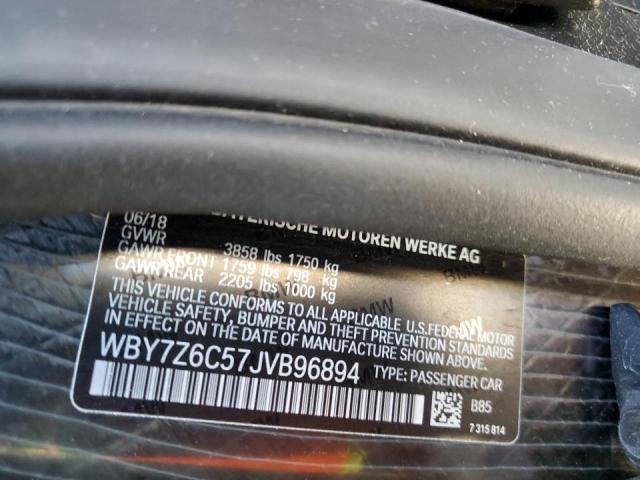 BAYERISCHE MOTOREN WERKE AG
06/18
GVWR 3858 lbs 1750 kg
GAWR FRONT 1759 lbs 798 kg
GAWR REAR 2205 lbs 1000 kg
THIS VEHICLE CONFORMS TO ALL APPLICABLE U.S.FEDERAL MOTOR
VEHICLE SAFETY, BUMPER AND THEFT PREVENTION STANDARDS
IN EFFECT ON THE DATE OF MANUFACTURE SHOWN ABOVE.
WBY7Z6C57JVB96894
TYPE: PASSENGER CAR
B85
7 315 814